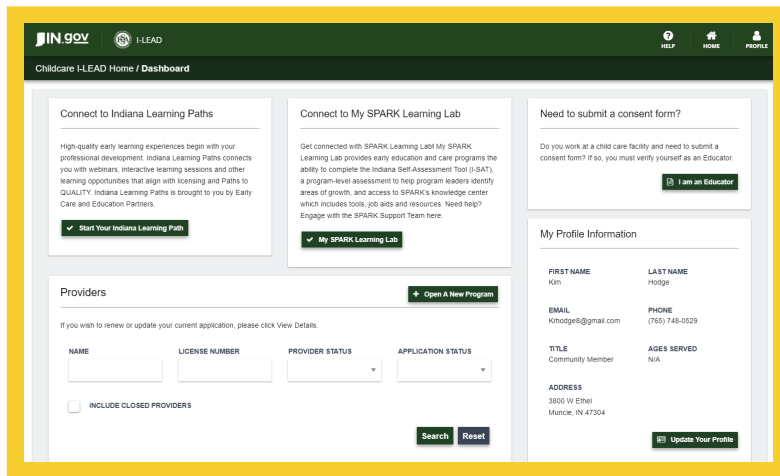 IN.gov
I-LEAD
HELP
HOME
PROFILE
Childcare I-LEAD Home / Dashboard
Connect to Indiana Learning Paths
High-quality early learning experiences begin with your
professional development. Indiana Learning Paths connects
you with webinars, interactive learning sessions and other
learning opportunities that align with licensing and Paths to
QUALITY. Indiana Learning Paths is brought to you by Early
Care and Education Partners.
Start Your Indiana Learning Path
Connect to My SPARK Learning Lab
Get connected with SPARK Learning Lab! My SPARK
Learning Lab provides early education and care programs the
ability to complete the Indiana Self-Assessment Tool (I-SAT),
a program-level assessment to help program leaders identify
areas of growth, and access to SPARK's knowledge center
which includes tools, job aids and resources. Need help?
Engage with the SPARK Support Team here.
My SPARK Learning Lab
Need to submit a consent form?
Do you work at a child care facility and need to submit a
consent form? If so, you must verify yourself as an Educator.
I am an Educator
Providers
+ Open A New Program
If you wish to renew or update your current application, please click View Details.
NAME
LICENSE NUMBER
PROVIDER STATUS
APPLICATION STATUS
INCLUDE CLOSED PROVIDERS
Search
Reset
My Profile Information
FIRST NAME
Kim
LAST NAME
Hodge
EMAIL
Krhodge8@gmail.com
PHONE
(765) 748-0529
TITLE
Community Member
AGES SERVED
N/A
ADDRESS
3800 W Ethel
Muncie, IN 47304
Update Your Profile